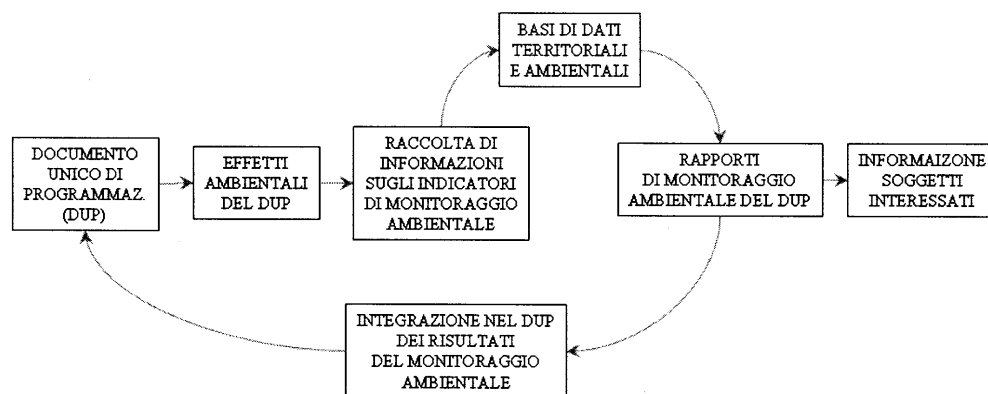 BASI DI DATI
TERRITORIALI
E AMBIENTALI
DOCUMENTO
UNICO DI
PROGRAMMAZ.
(DUP)
EFFETTI
AMBIENTALI
DEL DUP
RACCOLTA DI
INFORMAZIONI
SUGLI INDICATORI
DI MONITORAGGIO
AMBIENTALE
RAPPORTI
DI MONITORAGGIO
AMBIENTALE DEL DUP
INFORMAIZONE
SOGGETTI
INTERESSATI
INTEGRAZIONE NEL DUP
DEI RISULTATI
DEL MONITORAGGIO
AMBIENTALE